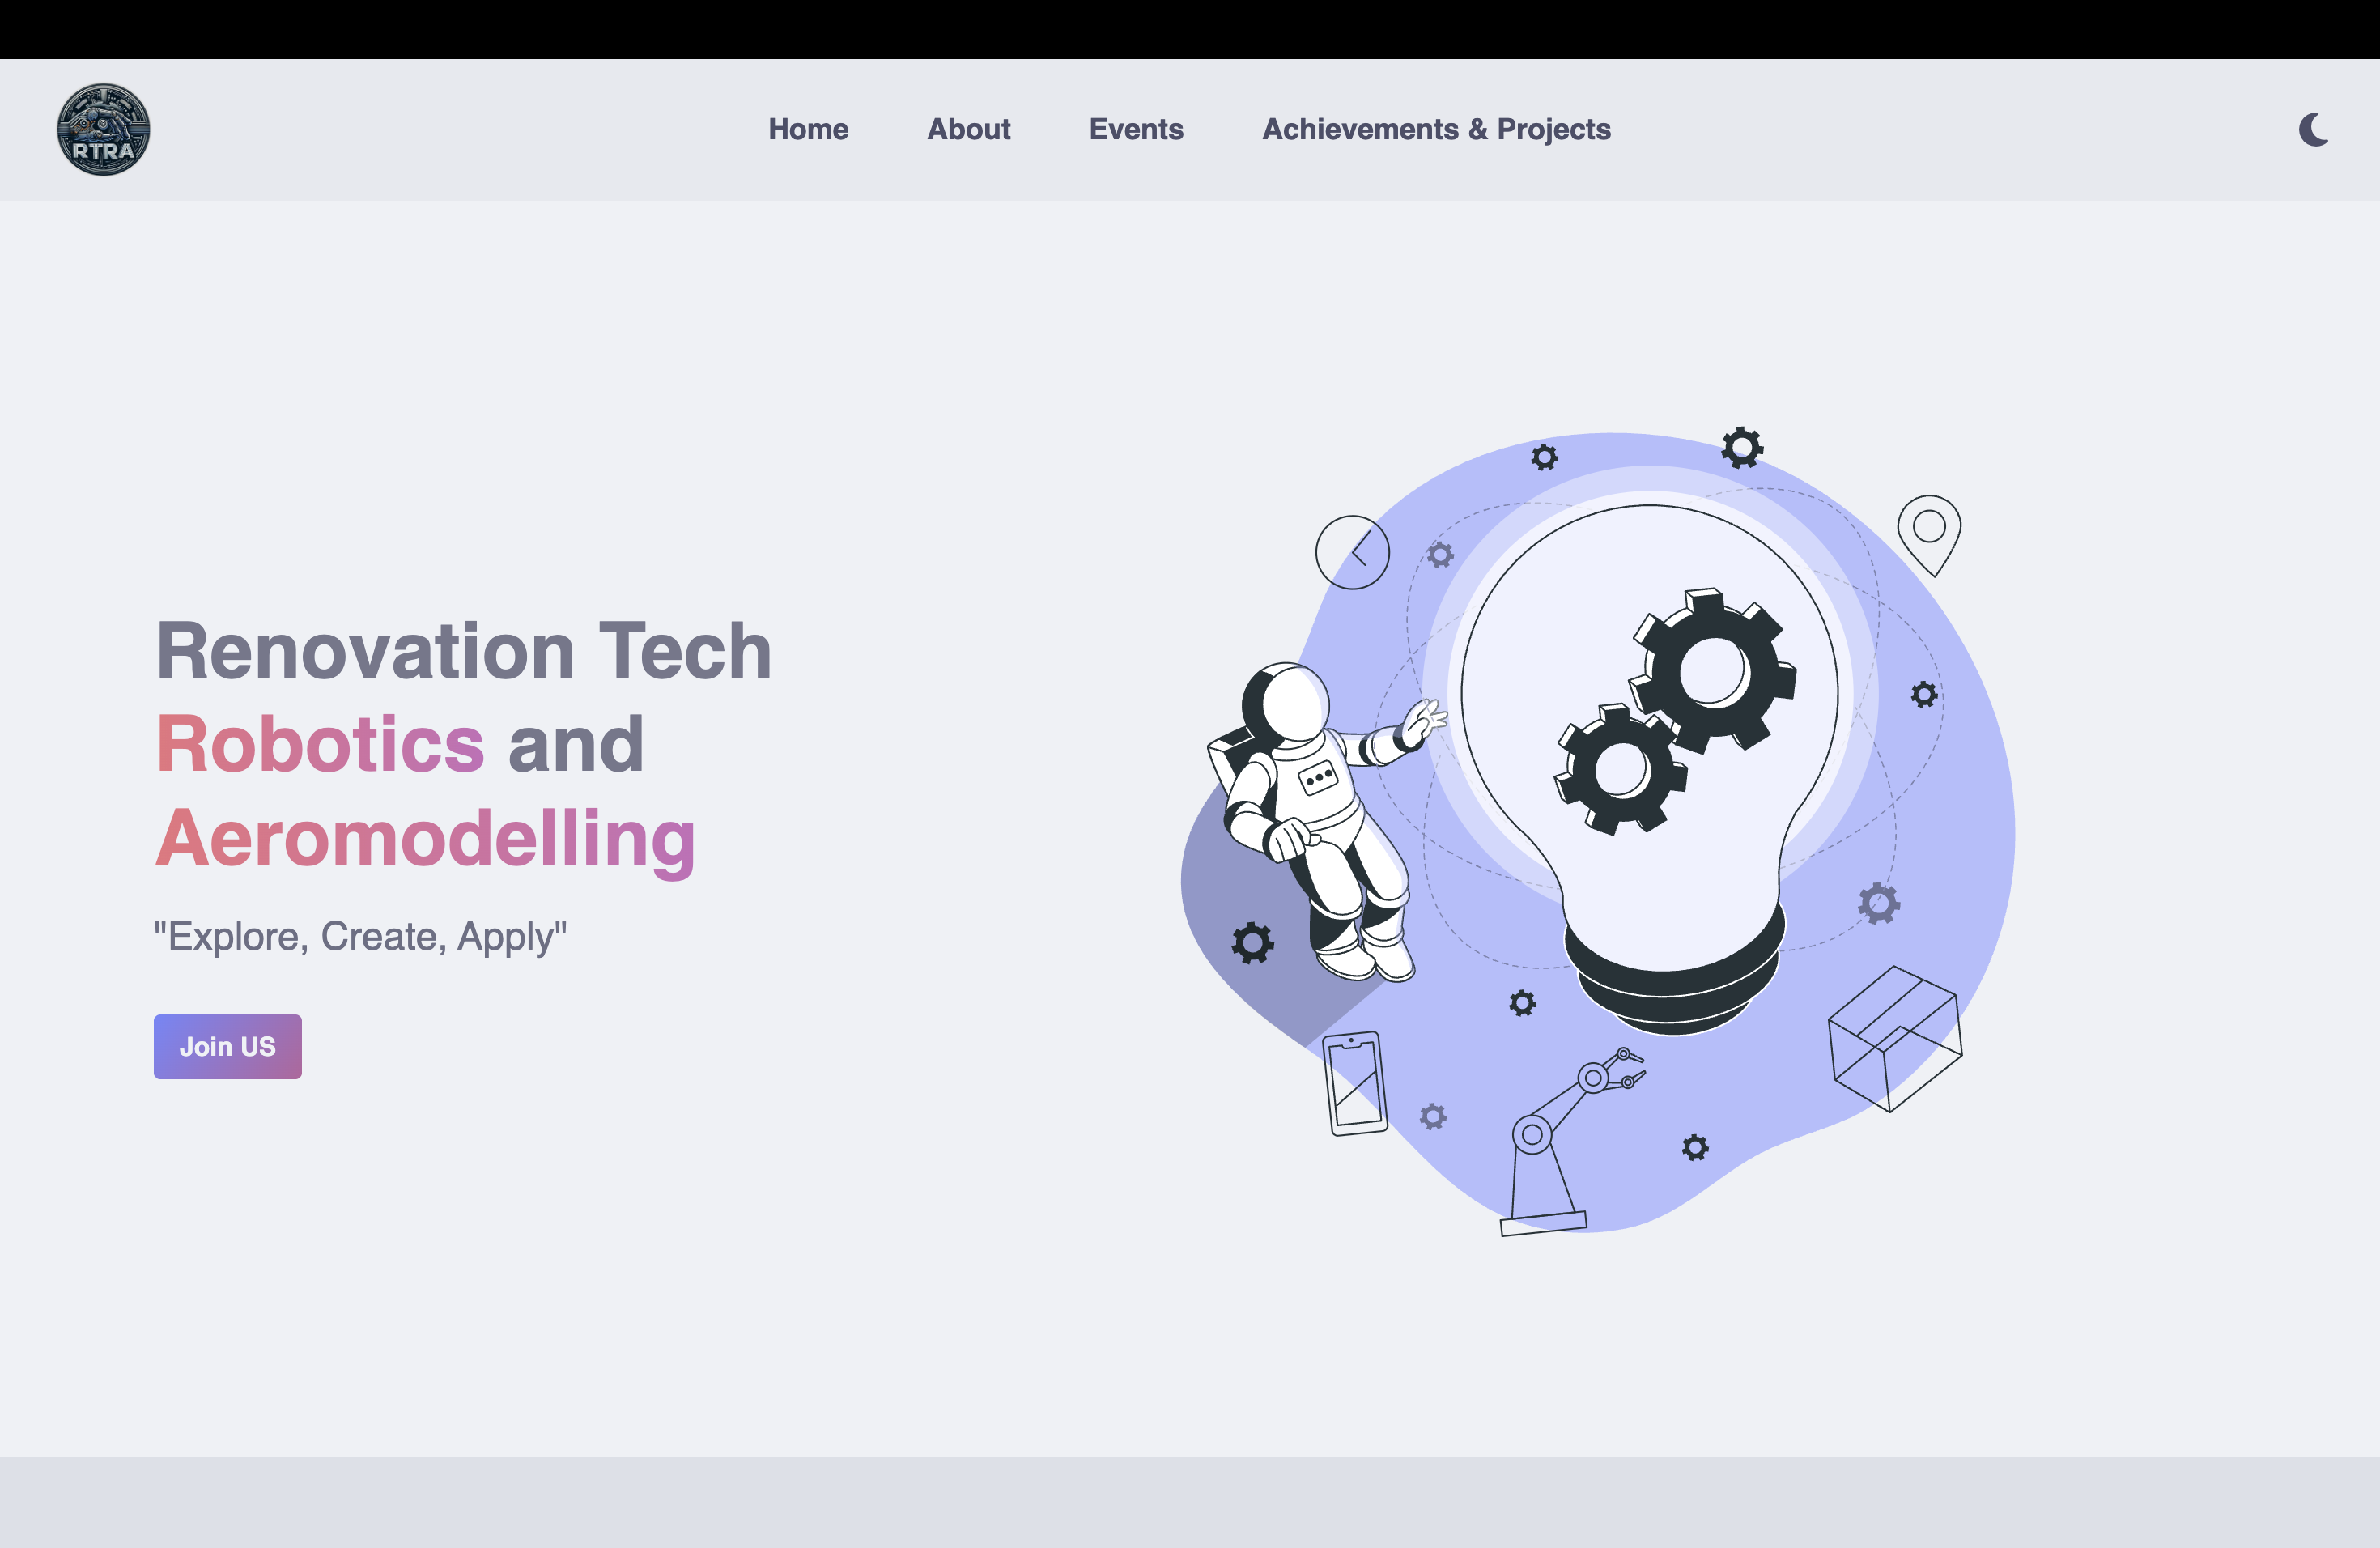 RTRA
Home
About
Events
Achievements & Projects
Renovation Tech
Robotics and
Aeromodelling
"Explore, Create, Apply"
Join US